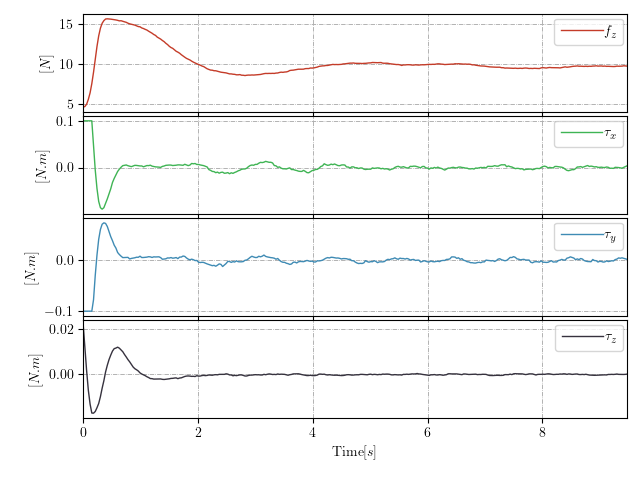 15
10
5
[N]
f_z
0.1
0.0
[N.m]
τ_x
0.0
−0.1
[N.m]
τ_y
0.02
0.00
[N.m]
τ_z
0 2 4 6 8
Time[s]